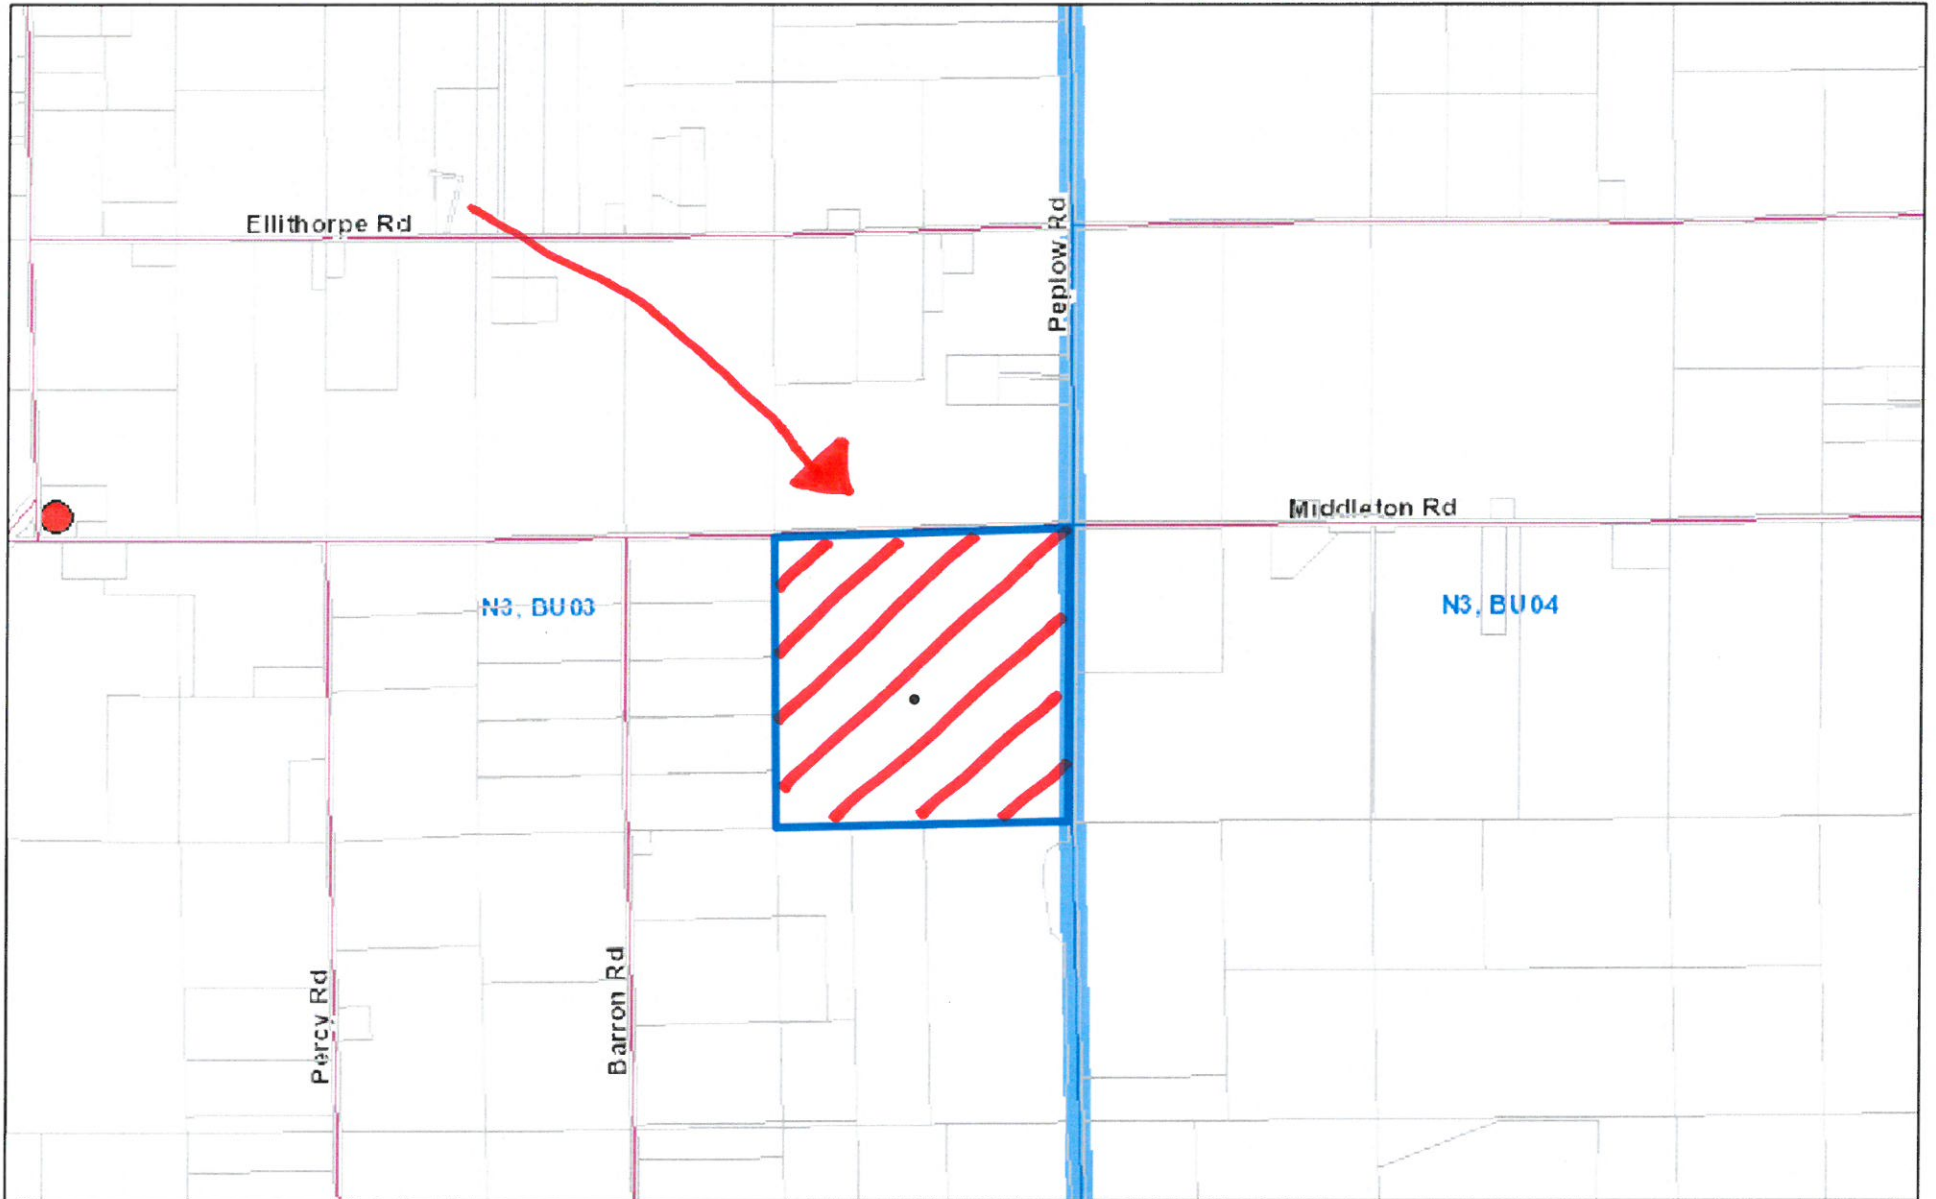 Ellithorpe Rd
Peplow Rd
Middleton Rd
N3, BU03
N3, BU04
Percy Rd
Barron Rd